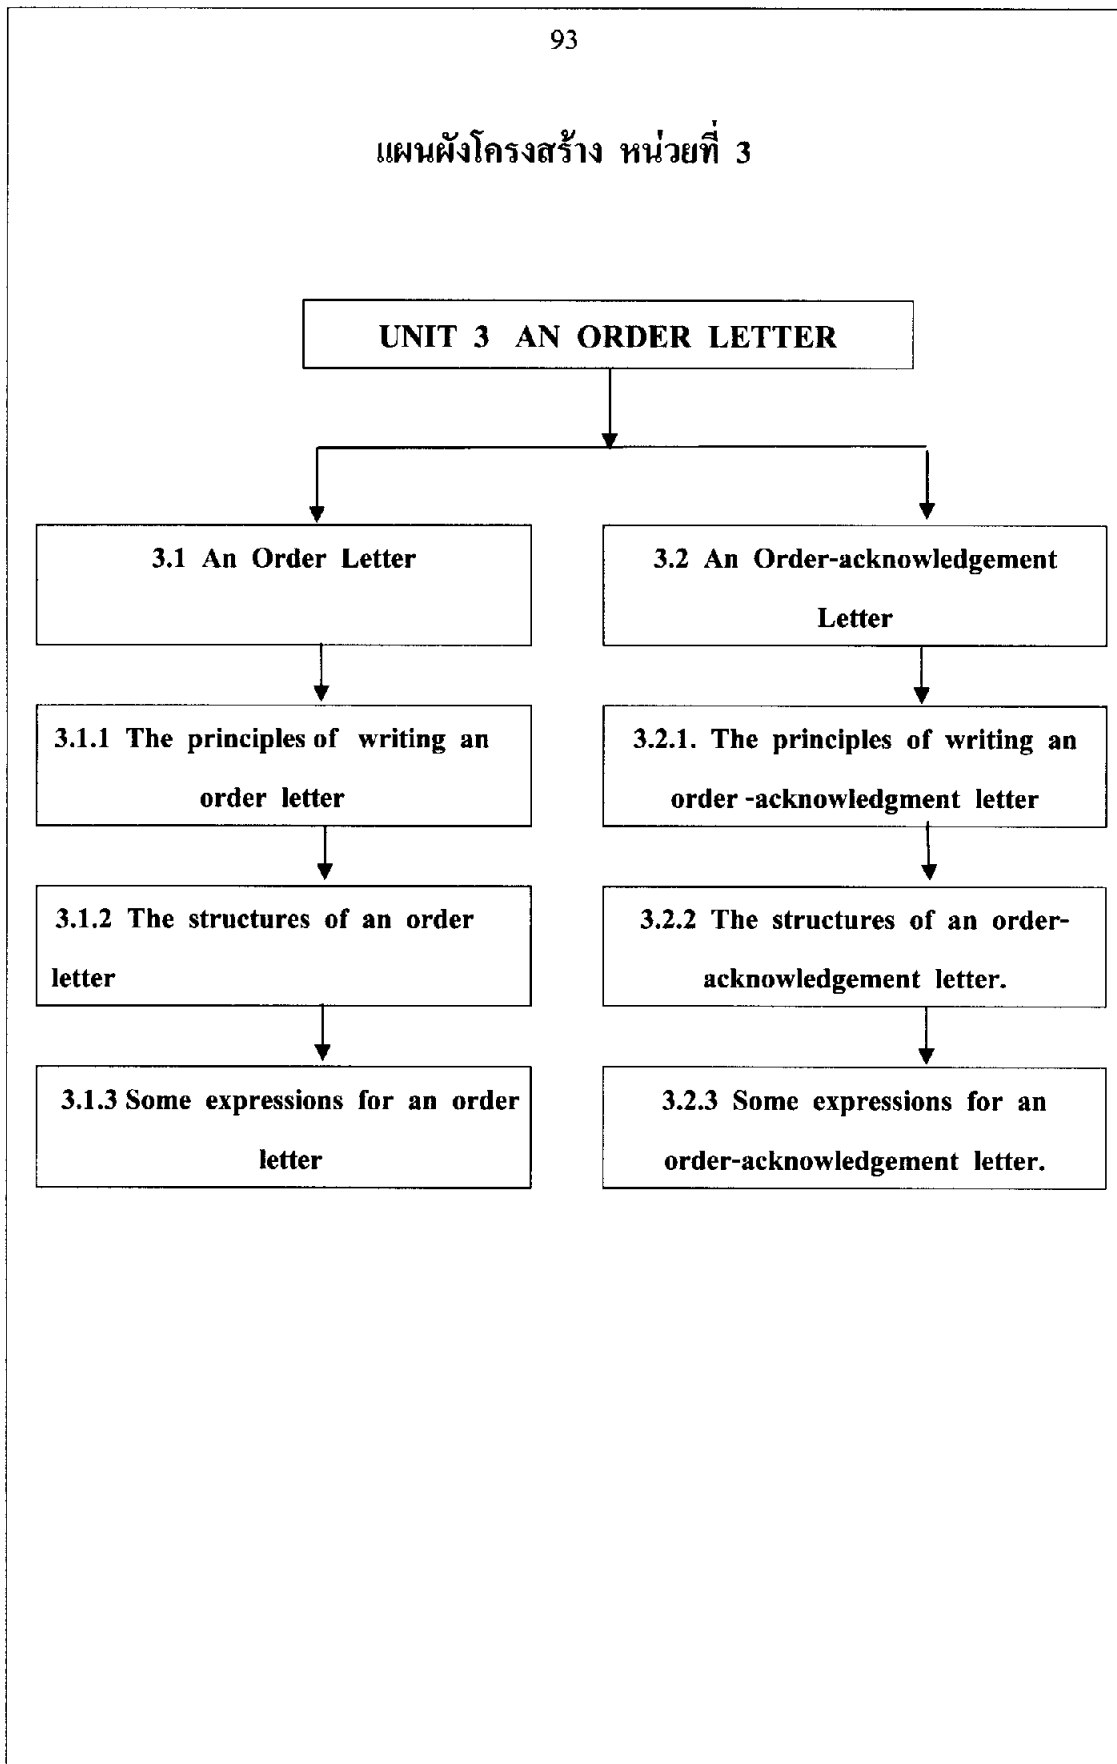 93
แผนผังโครงสร้าง หน่วยที่ 3
UNIT 3 AN ORDER LETTER
3.1 An Order Letter
3.2 An Order-acknowledgement
Letter
3.1.1 The principles of writing an
order letter
3.2.1. The principles of writing an
order -acknowledgment letter
3.1.2 The structures of an order
letter
3.2.2 The structures of an order-
acknowledgement letter.
3.1.3 Some expressions for an order
letter
3.2.3 Some expressions for an
order-acknowledgement letter.